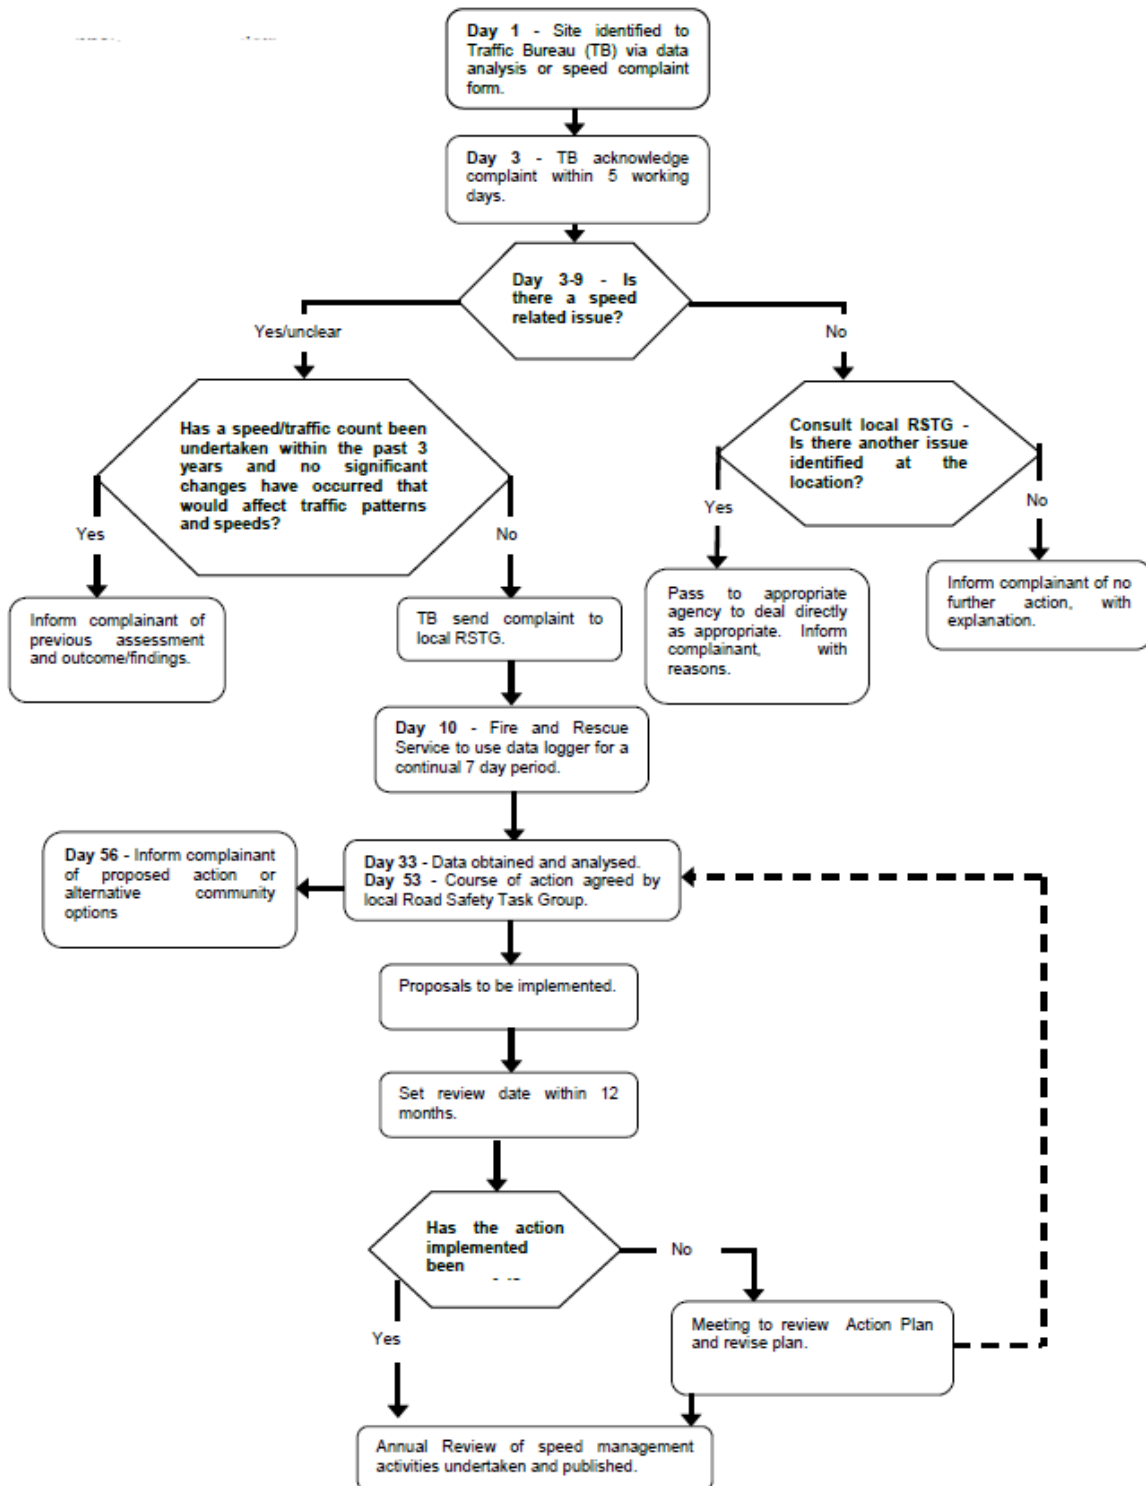 Day 1 - Site identified to
Traffic Bureau (TB) via data
analysis or speed complaint
form.
Day 3 - TB acknowledge
complaint within 5 working
days.
Day 3-9 - Is
there a speed
related issue?
Yes/unclear
No
Has a speed/traffic count been
undertaken within the past 3
years and no significant
changes have occurred that
would affect traffic patterns
and speeds?
Consult local RSTG -
Is there another issue
identified at the
location?
Yes
No
Yes
No
Inform complainant of
previous assessment
and outcome/findings.
TB send complaint to
local RSTG.
Pass to appropriate
agency to deal directly
as appropriate. Inform
complainant, with
reasons.
Inform complainant of no
further action, with
explanation.
Day 10 - Fire and Rescue
Service to use data logger for a
continual 7 day period.
Day 56 - Inform complainant
of proposed action or
alternative community
options
Day 33 - Data obtained and analysed.
Day 53 - Course of action agreed by
local Road Safety Task Group.
Proposals to be implemented.
Set review date within 12
months.
Has the action
implemented
been
No
Yes
Meeting to review Action Plan
and revise plan.
Annual Review of speed management
activities undertaken and published.